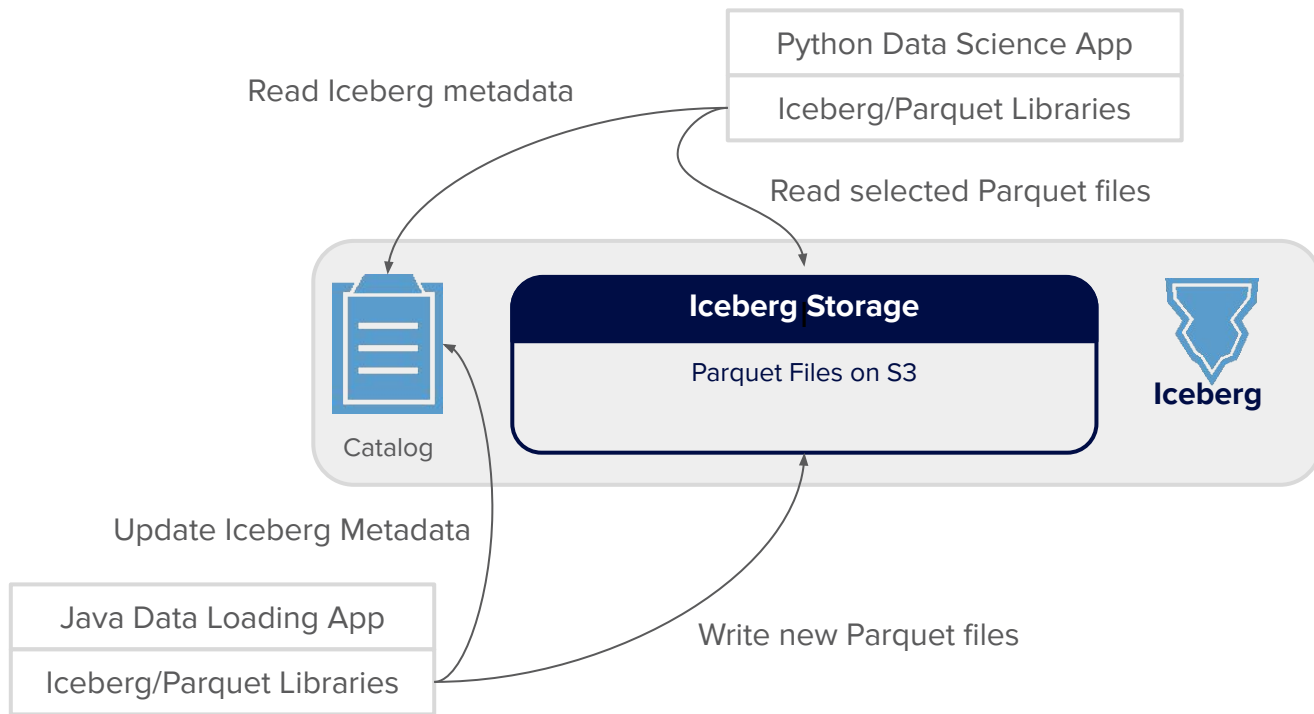 Python Data Science App
Iceberg/Parquet Libraries
Read Iceberg metadata
Read selected Parquet files
Iceberg Storage
Parquet Files on S3
Iceberg
Catalog
Update Iceberg Metadata
Java Data Loading App
Iceberg/Parquet Libraries
Write new Parquet files